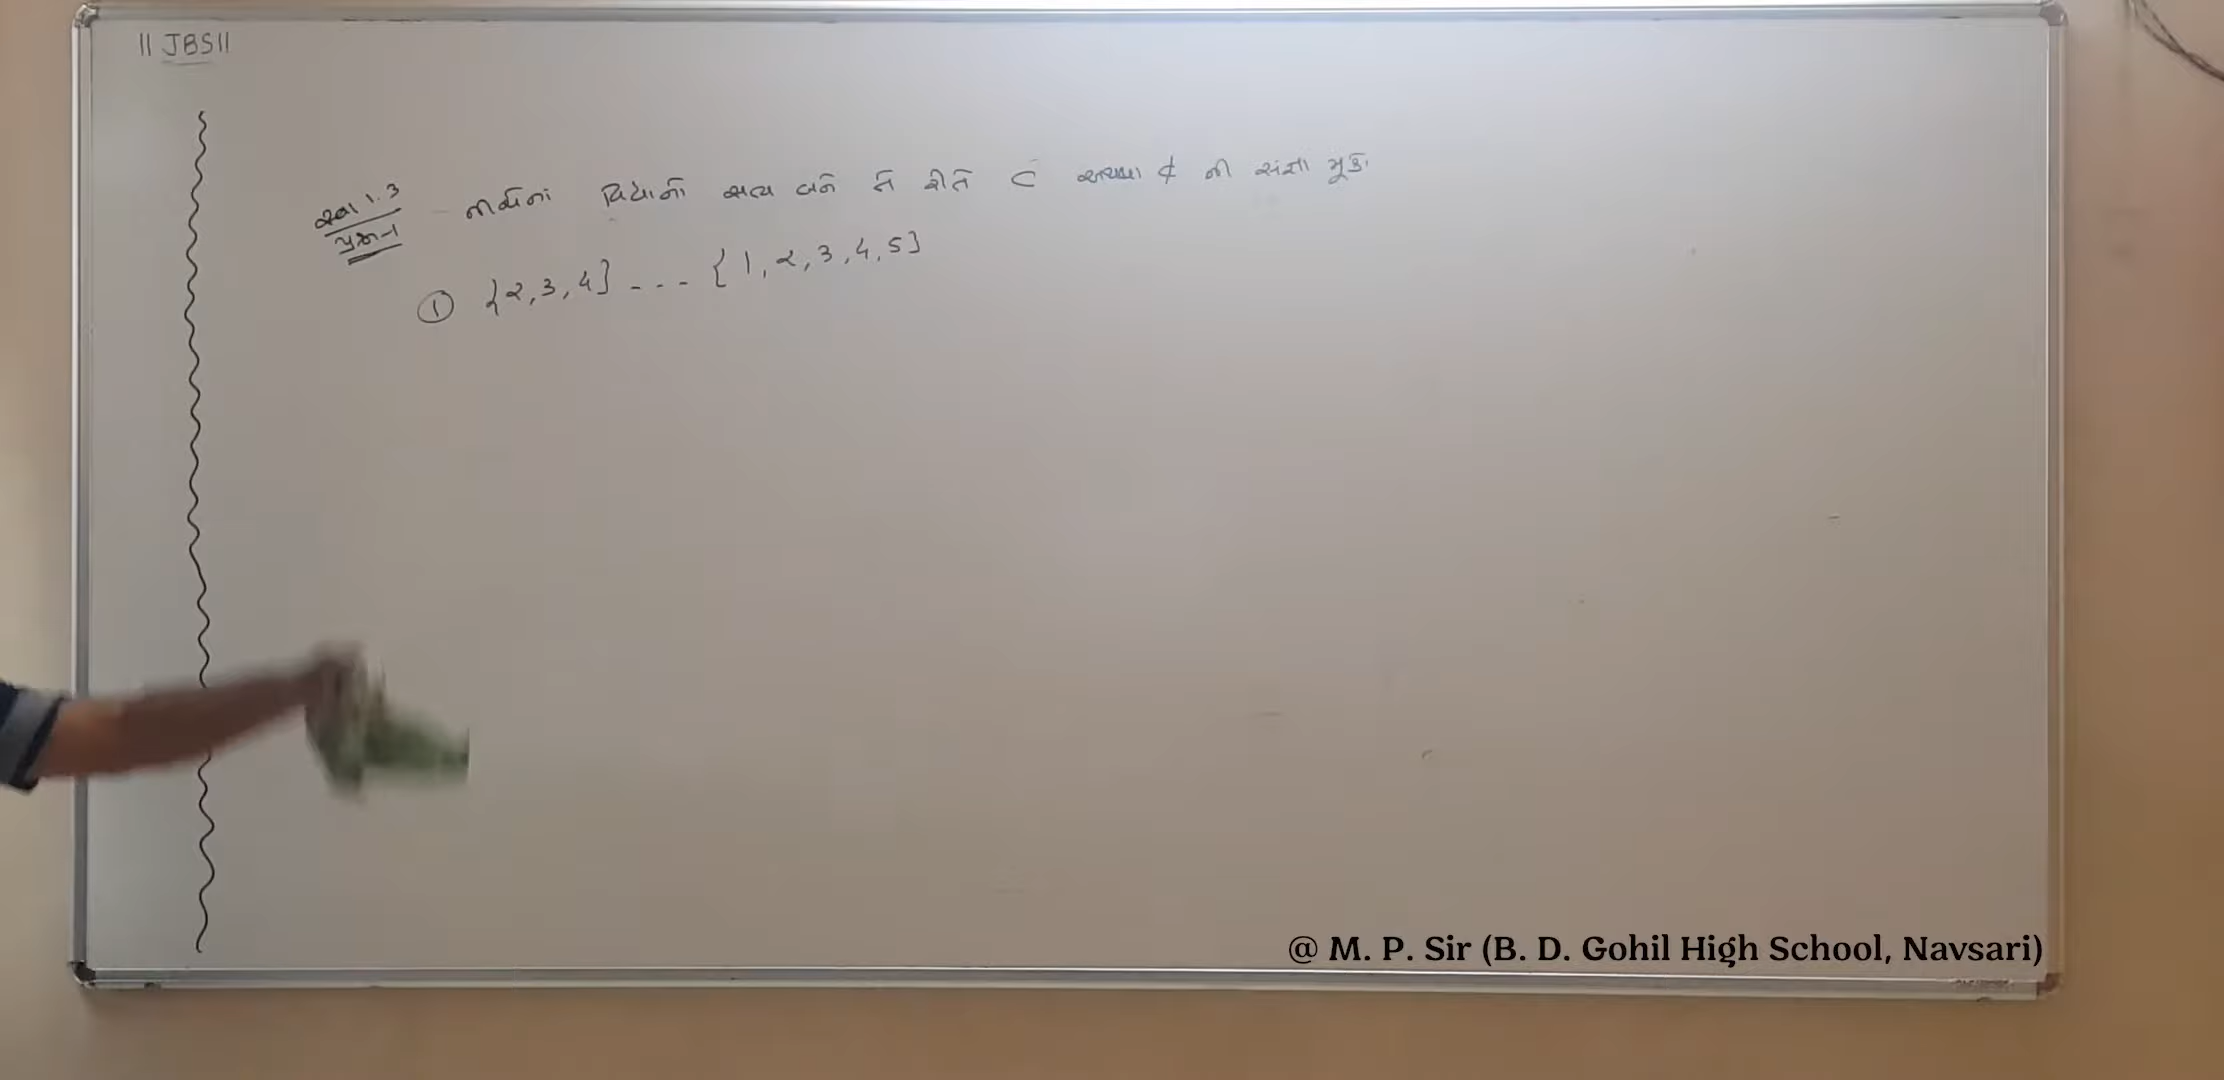 ॥ JBS ॥
સ્વા 1.3 નીચેનાં વિધાનો સત્ય બને તે રીતે ⊂ અથવા ⊄ ની સંજ્ઞા મૂકો.
પ્રશ્ન-1
① {2,3,4} - - - {1,2,3,4,5}
@ M. P. Sir (B. D. Gohil High School, Navsari)